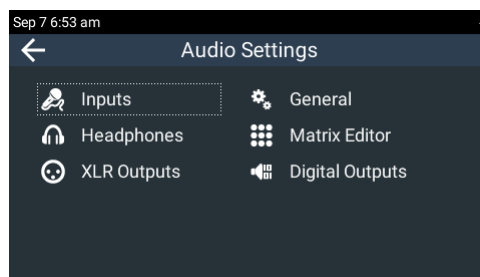 Sep 7 6:53 am
Audio Settings
Inputs
General
Headphones
Matrix Editor
XLR Outputs
Digital Outputs